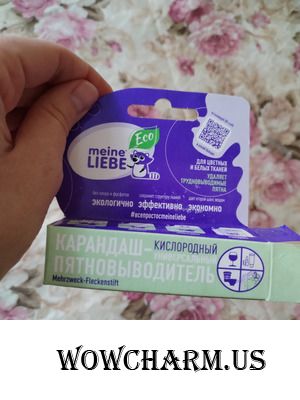 Eco
meine
LIEBE
ДЛЯ ЦВЕТНЫХ
И БЕЛЫХ ТКАНЕЙ
УДАЛЯЕТ
ТРУДНОВЫВОДИМЫЕ
ПЯТНА
ЭКОЛОГИЧНО ЭФФЕКТИВНО ЭКОНОМНО
#всепростоcmeineliebe
КАРАНДАШ-
ПЯТНОВЫВОДИТЕЛЬ
КИСЛОРОДНЫЙ
УНИВЕРСАЛЬНЫЙ
Mehrzweck-Fleckenstift
WOWCHARM.US